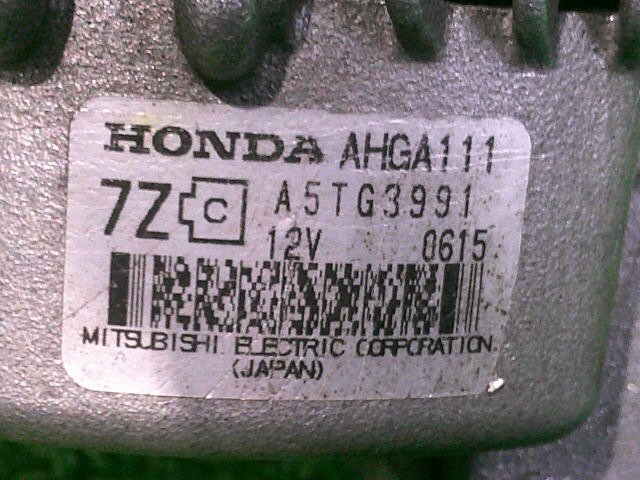 HONDA AHGA111
7Z C A5TG3991
12V 0615
MITSUBISHI ELECTRIC CORPORATION
(JAPAN)